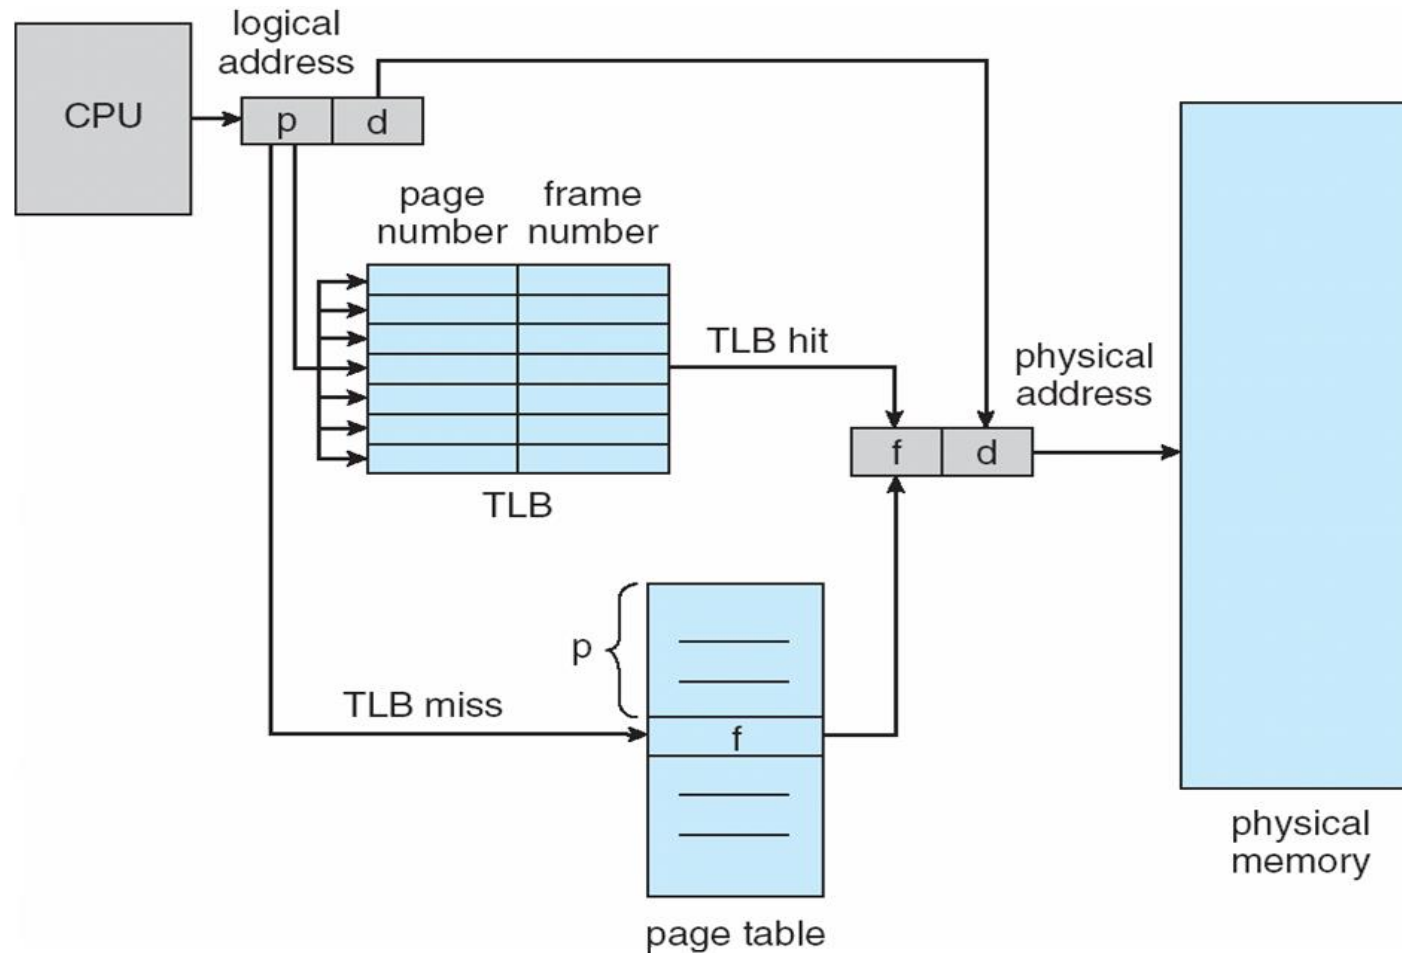 logical
address
CPU
p
d
page
number
frame
number
TLB hit
TLB
physical
address
f
d
p
TLB miss
f
page table
physical
memory